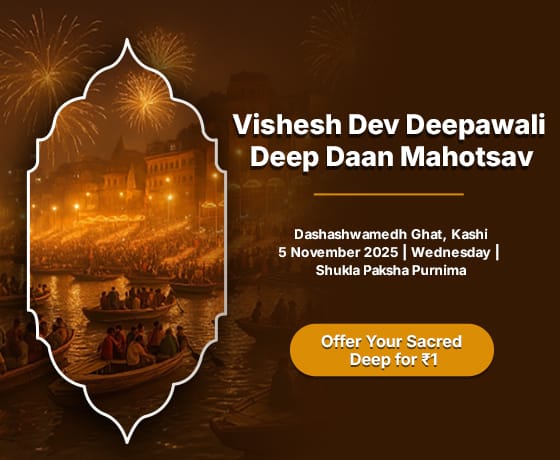 Vishesh Dev Deepawali
Deep Daan Mahotsav
Dashashwamedh Ghat, Kashi
5 November 2025 | Wednesday |
Shukla Paksha Purnima
Offer Your Sacred
Deep for ₹1